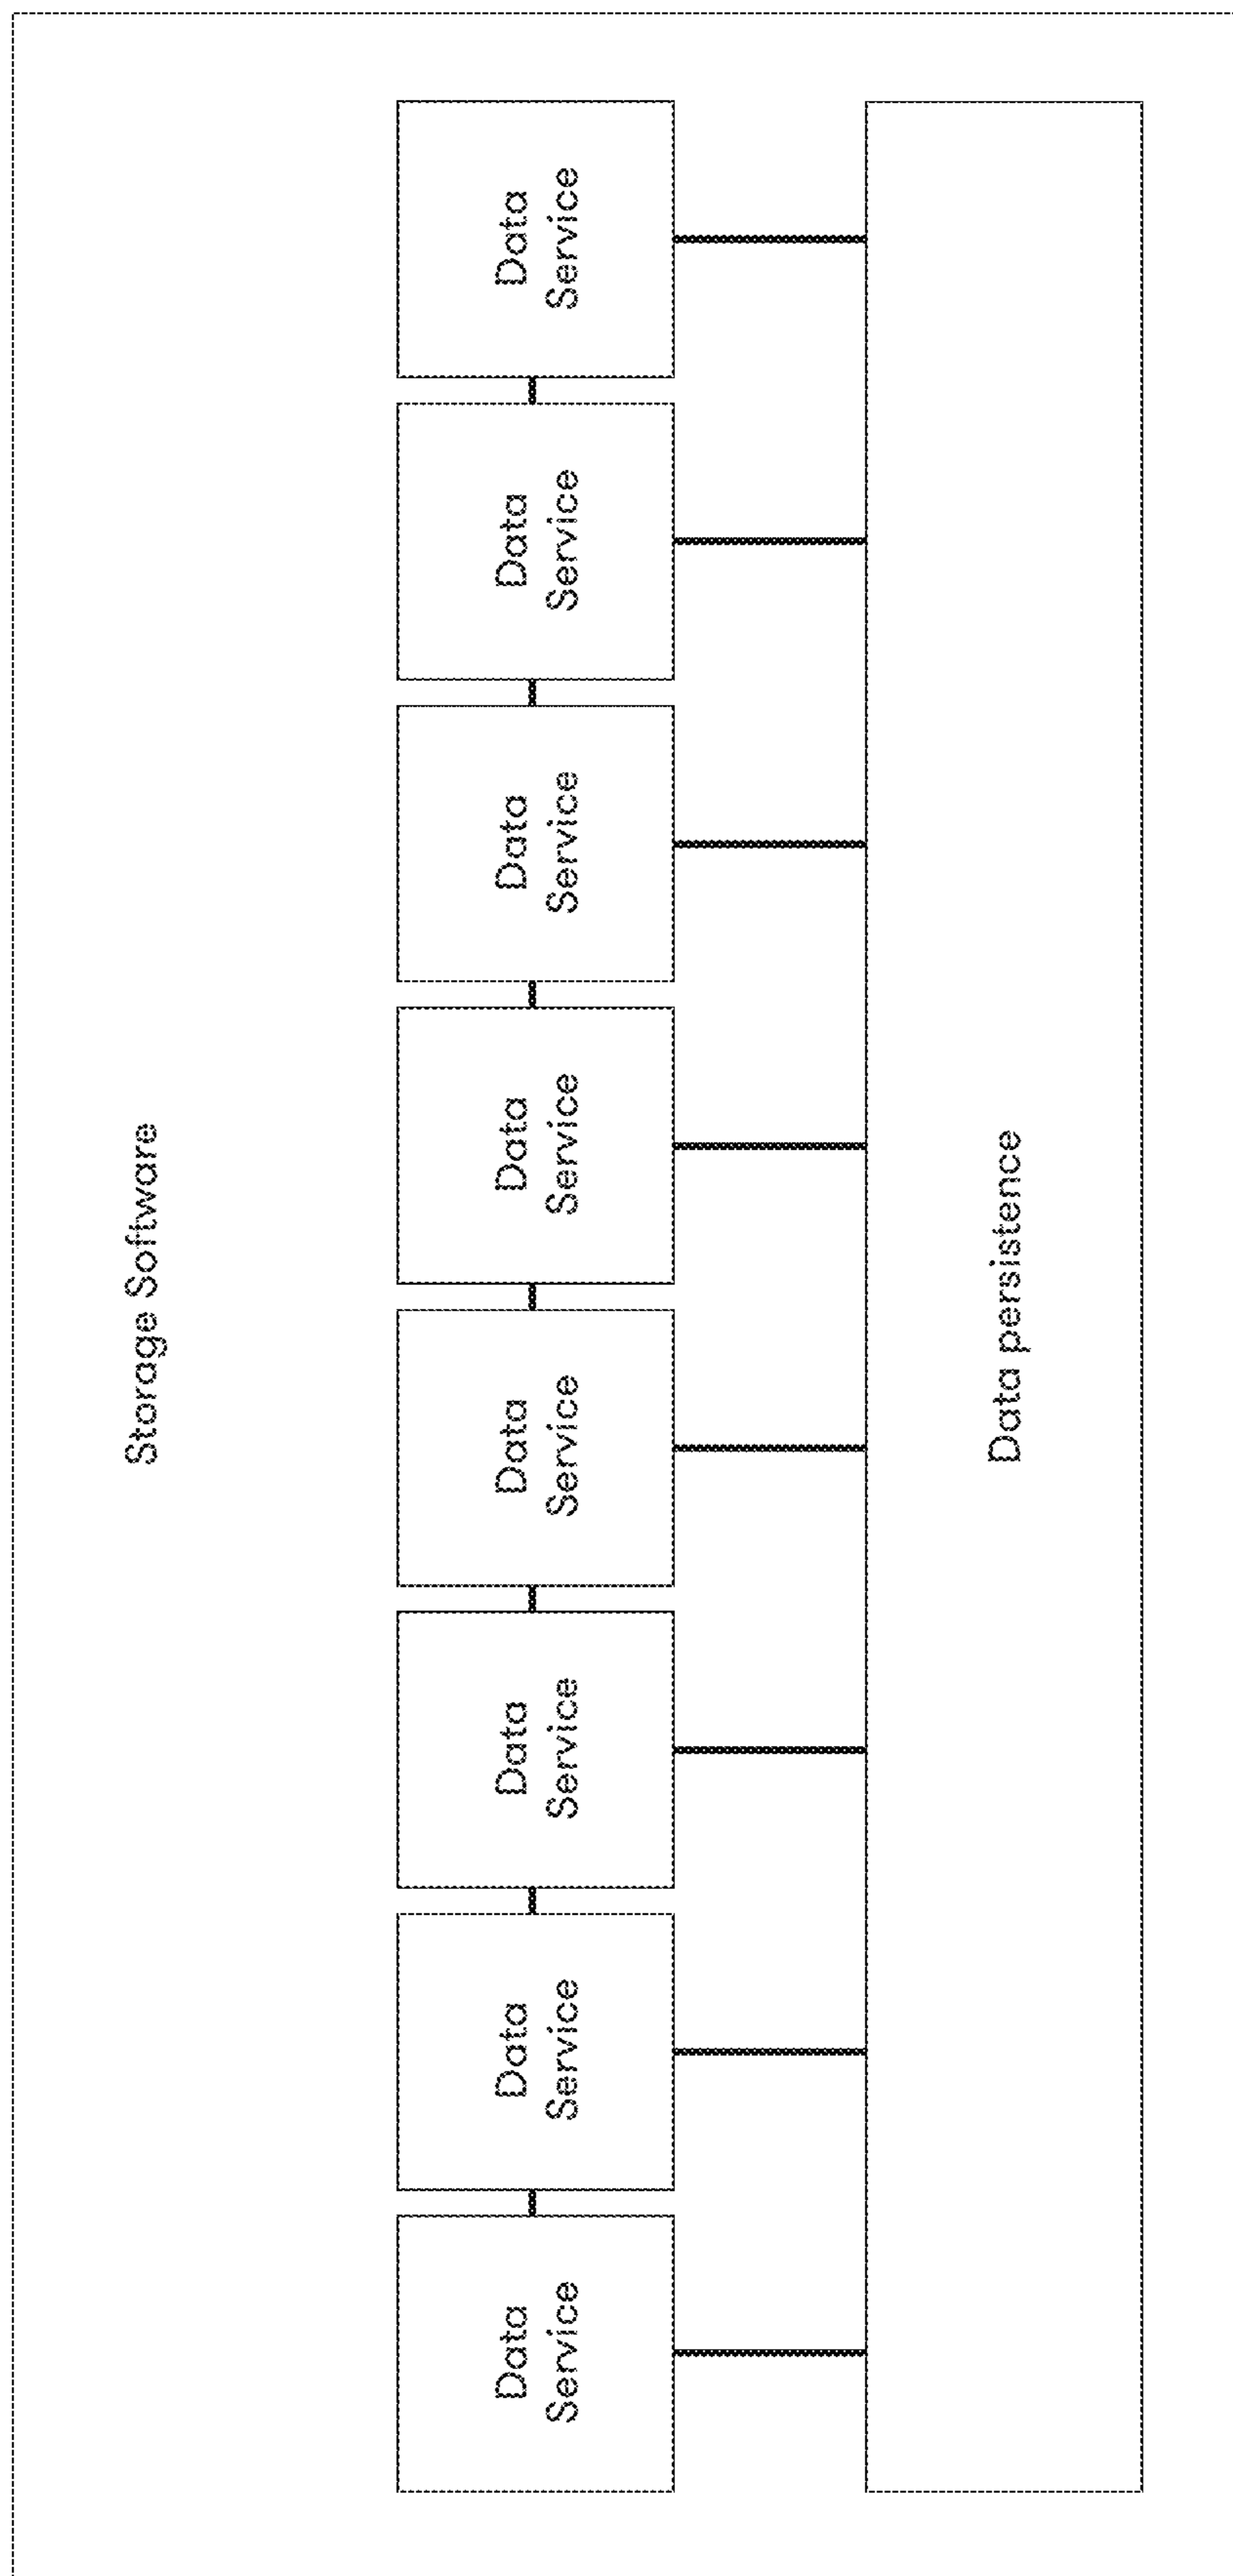 Storage Software
Data
Service
Data
Service
Data
Service
Data
Service
Data
Service
Data
Service
Data
Service
Data
Service
Data persistence